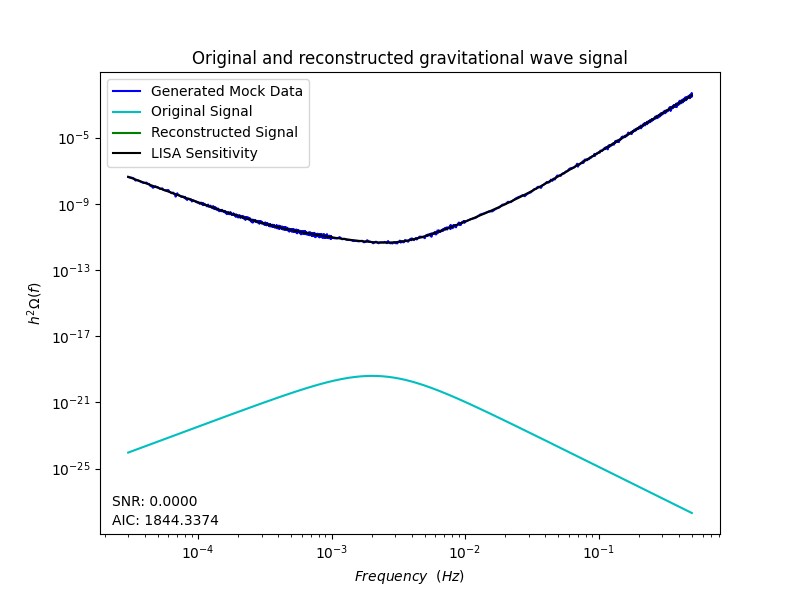 Original and reconstructed gravitational wave signal
Generated Mock Data
Original Signal
Reconstructed Signal
LISA Sensitivity
10⁻⁵
10⁻⁹
10⁻¹³
10⁻¹⁷
10⁻²¹
10⁻²⁵
h²Ω(f)
SNR: 0.0000
AIC: 1844.3374
10⁻⁴ 10⁻³ 10⁻² 10⁻¹
Frequency (Hz)